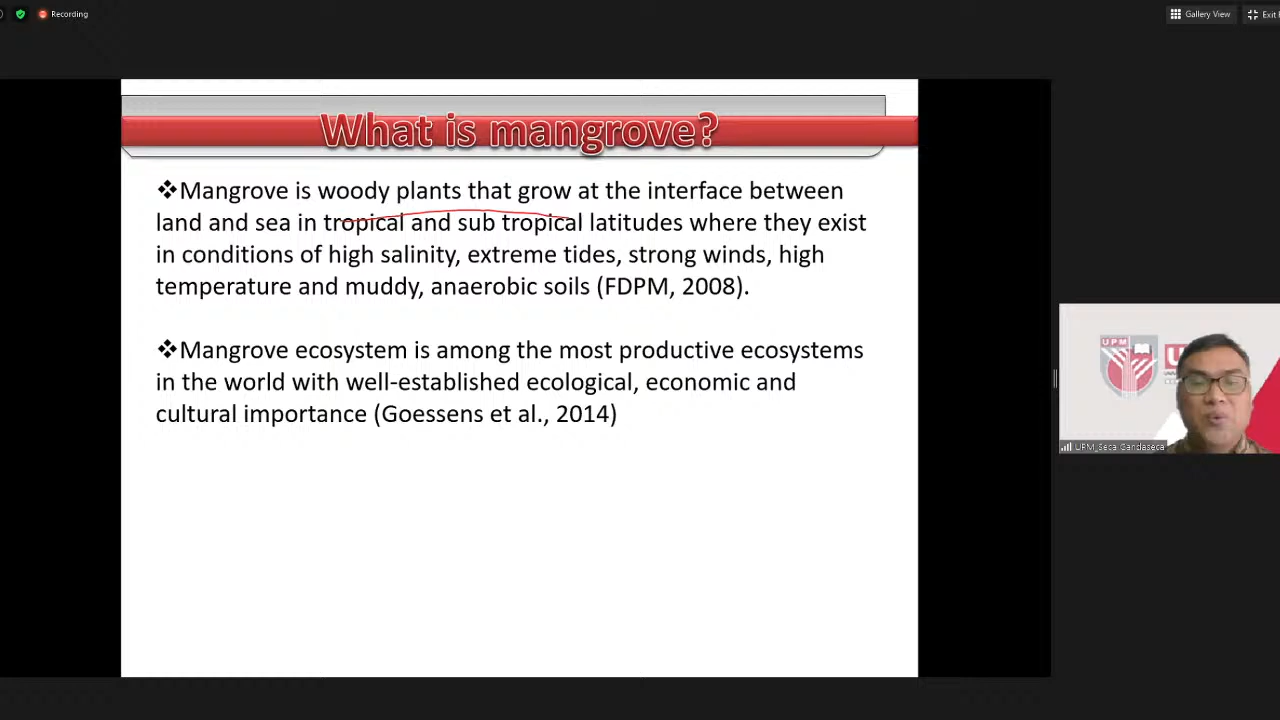 Recording
Gallery View
Exit
What is mangrove?
❖Mangrove is woody plants that grow at the interface between
land and sea in tropical and sub tropical latitudes where they exist
in conditions of high salinity, extreme tides, strong winds, high
temperature and muddy, anaerobic soils (FDPM, 2008).
❖Mangrove ecosystem is among the most productive ecosystems
in the world with well-established ecological, economic and
cultural importance (Goessens et al., 2014)
UPM
UPM_Seca Gandaseca